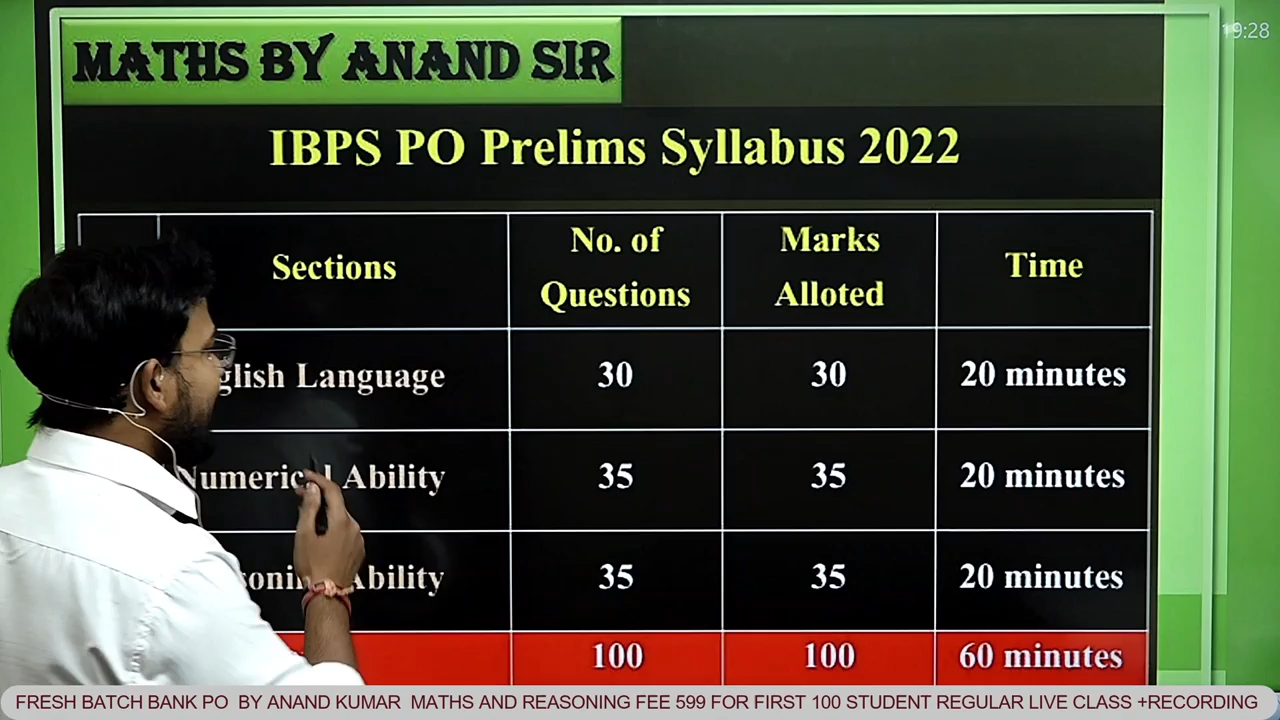 MATHS BY ANAND SIR
19:28
IBPS PO Prelims Syllabus 2022
Sections
No. of
Questions
Marks
Alloted
Time
glish Language
30
30
20 minutes
Numerical Ability
35
35
20 minutes
soning Ability
35
35
20 minutes
100
100
60 minutes
FRESH BATCH BANK PO BY ANAND KUMAR MATHS AND REASONING FEE 599 FOR FIRST 100 STUDENT REGULAR LIVE CLASS +RECORDING